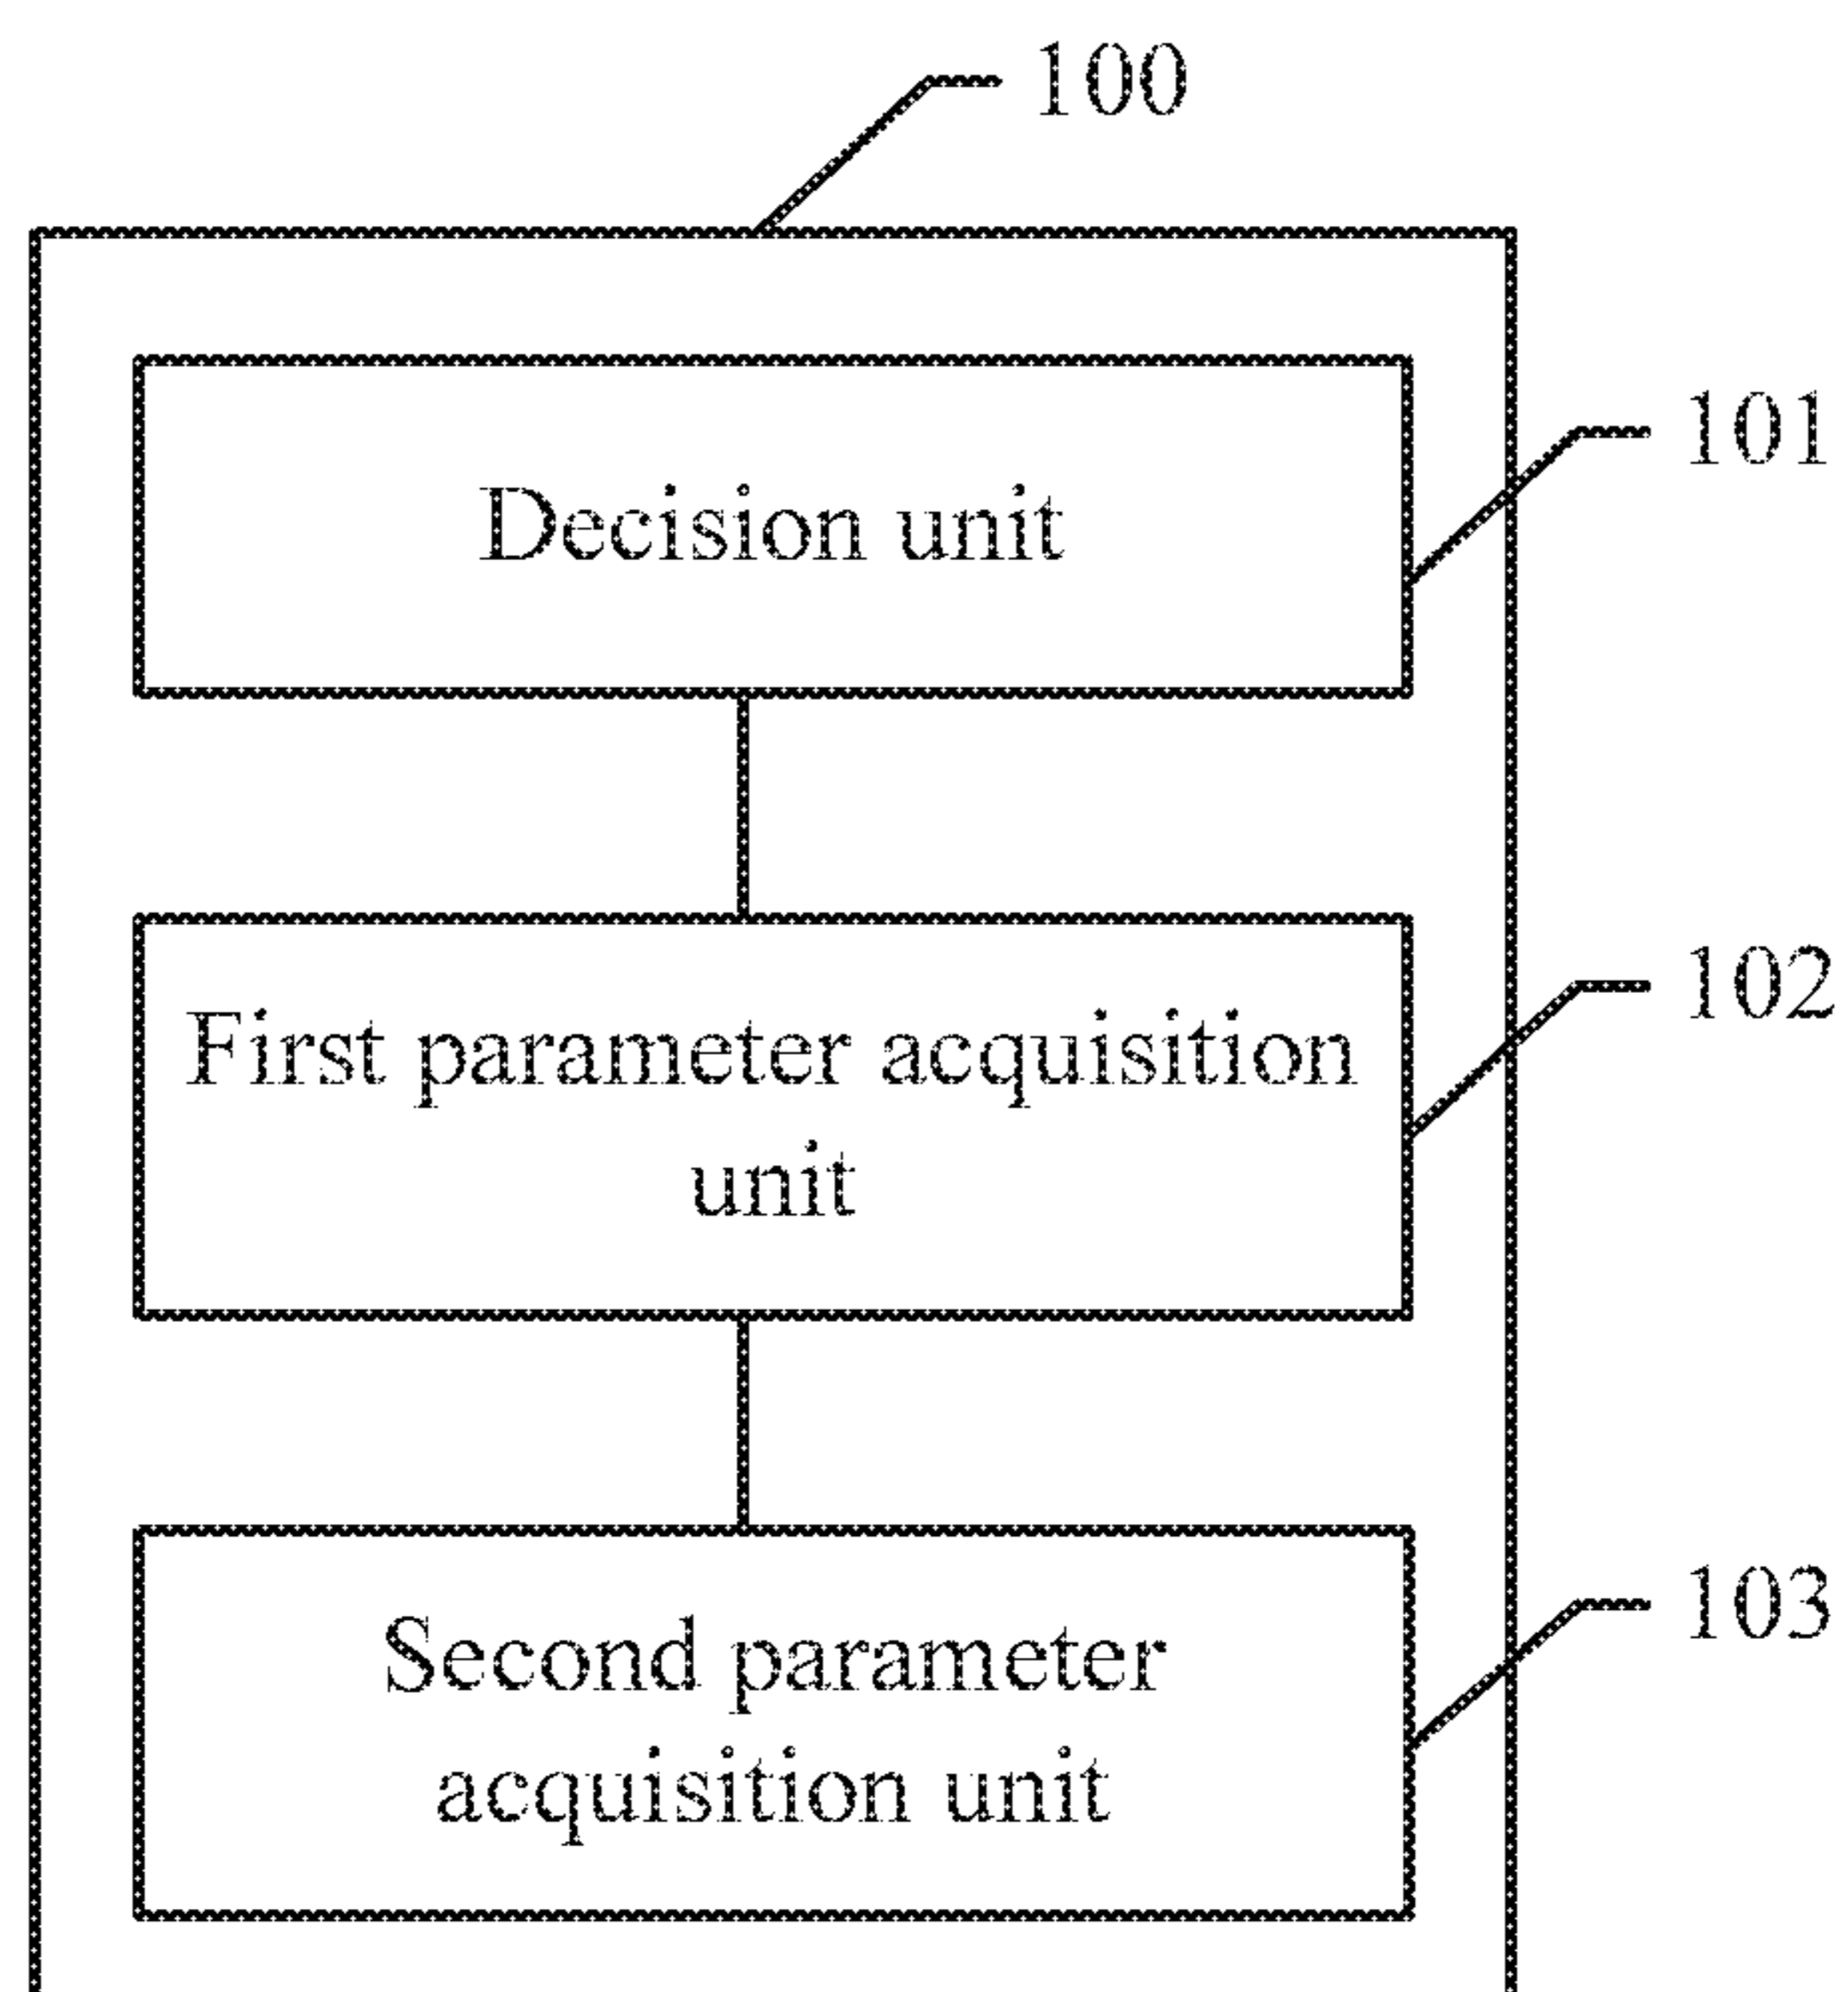 100
101
Decision unit
102
First parameter acquisition
unit
103
Second parameter
acquisition unit